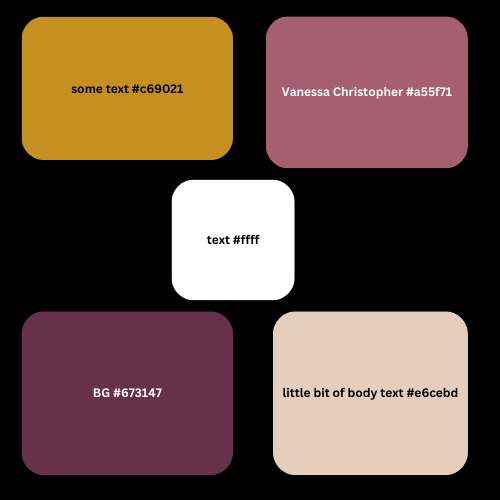 some text #c69021
Vanessa Christopher #a55f71
text #ffff
BG #673147
little bit of body text #e6cebd